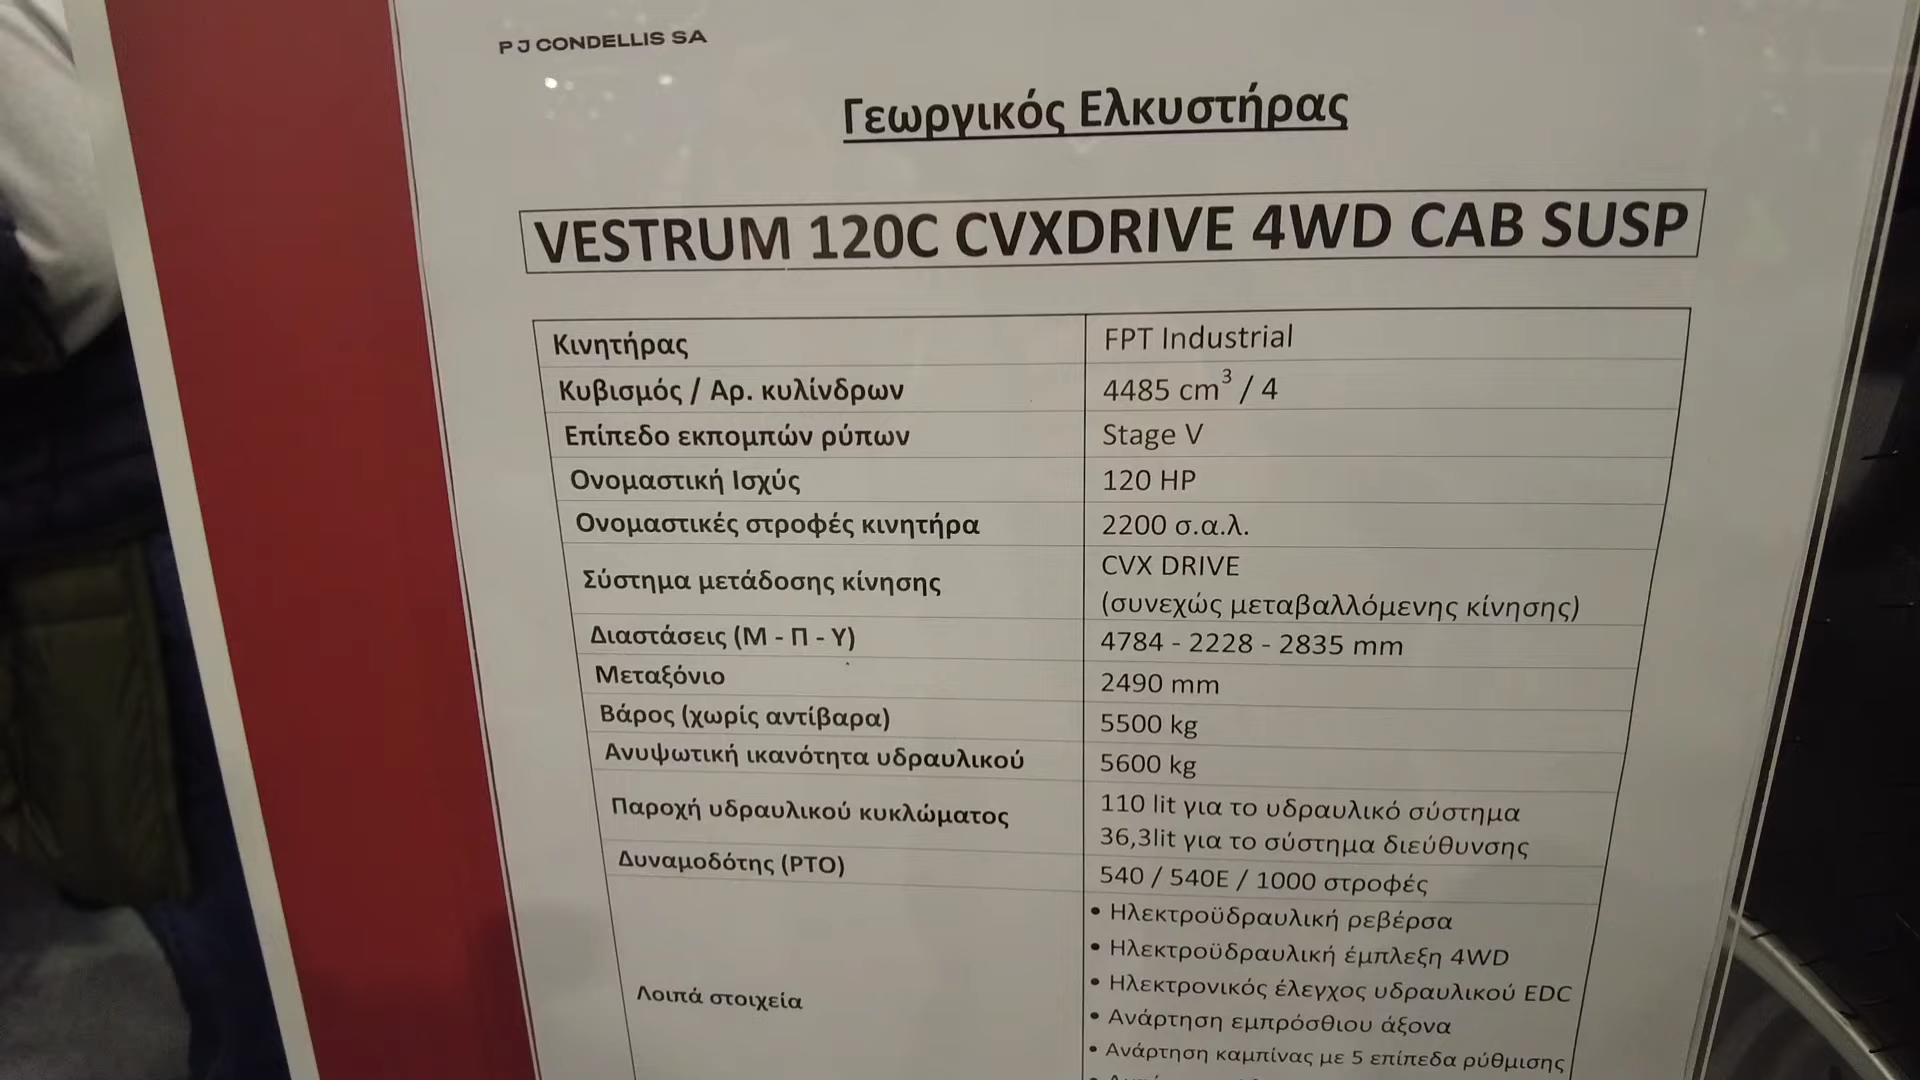 P J CONDELLIS SA
Γεωργικός Ελκυστήρας
VESTRUM 120C CVXDRIVE 4WD CAB SUSP
Κινητήρας FPT Industrial
Κυβισμός / Αρ. κυλίνδρων 4485 cm³ / 4
Επίπεδο εκπομπών ρύπων Stage V
Ονομαστική Ισχύς 120 HP
Ονομαστικές στροφές κινητήρα 2200 σ.α.λ.
Σύστημα μετάδοσης κίνησης CVX DRIVE
(συνεχώς μεταβαλλόμενης κίνησης)
Διαστάσεις (Μ - Π - Υ) 4784 - 2228 - 2835 mm
Μεταξόνιο 2490 mm
Βάρος (χωρίς αντίβαρα) 5500 kg
Ανυψωτική ικανότητα υδραυλικού 5600 kg
Παροχή υδραυλικού κυκλώματος 110 lit για το υδραυλικό σύστημα
36,3lit για το σύστημα διεύθυνσης
Δυναμοδότης (PTO) 540 / 540E / 1000 στροφές
Λοιπά στοιχεία
• Ηλεκτροϋδραυλική ρεβέρσα
• Ηλεκτροϋδραυλική έμπλεξη 4WD
• Ηλεκτρονικός έλεγχος υδραυλικού EDC
• Ανάρτηση εμπρόσθιου άξονα
• Ανάρτηση καμπίνας με 5 επίπεδα ρύθμισης